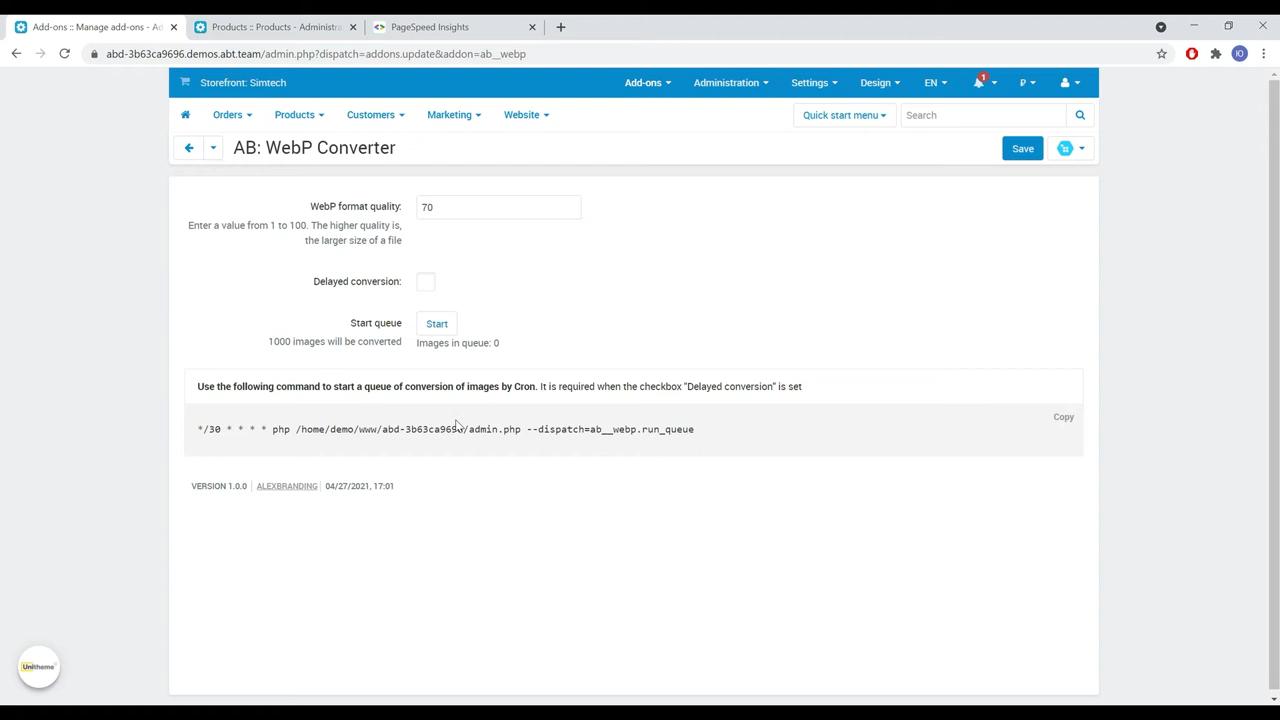 Add-ons :: Manage add-ons - Ad
Products :: Products - Administra
PageSpeed Insights
abd-3b63ca9696.demos.abt.team/admin.php?dispatch=addons.update&addon=ab__webp
Ю
Storefront: Simtech
Add-ons
Administration
Settings
Design
EN
1
₽
Orders
Products
Customers
Marketing
Website
Quick start menu
Search
AB: WebP Converter
Save
WebP format quality:
70
Enter a value from 1 to 100. The higher quality is,
the larger size of a file
Delayed conversion:
Start queue
Start
1000 images will be converted
Images in queue: 0
Use the following command to start a queue of conversion of images by Cron. It is required when the checkbox "Delayed conversion" is set
Copy
*/30 * * * * php /home/demo/www/abd-3b63ca9696/admin.php --dispatch=ab__webp.run_queue
VERSION 1.0.0
ALEXBRANDING
04/27/2021, 17:01
Unitheme